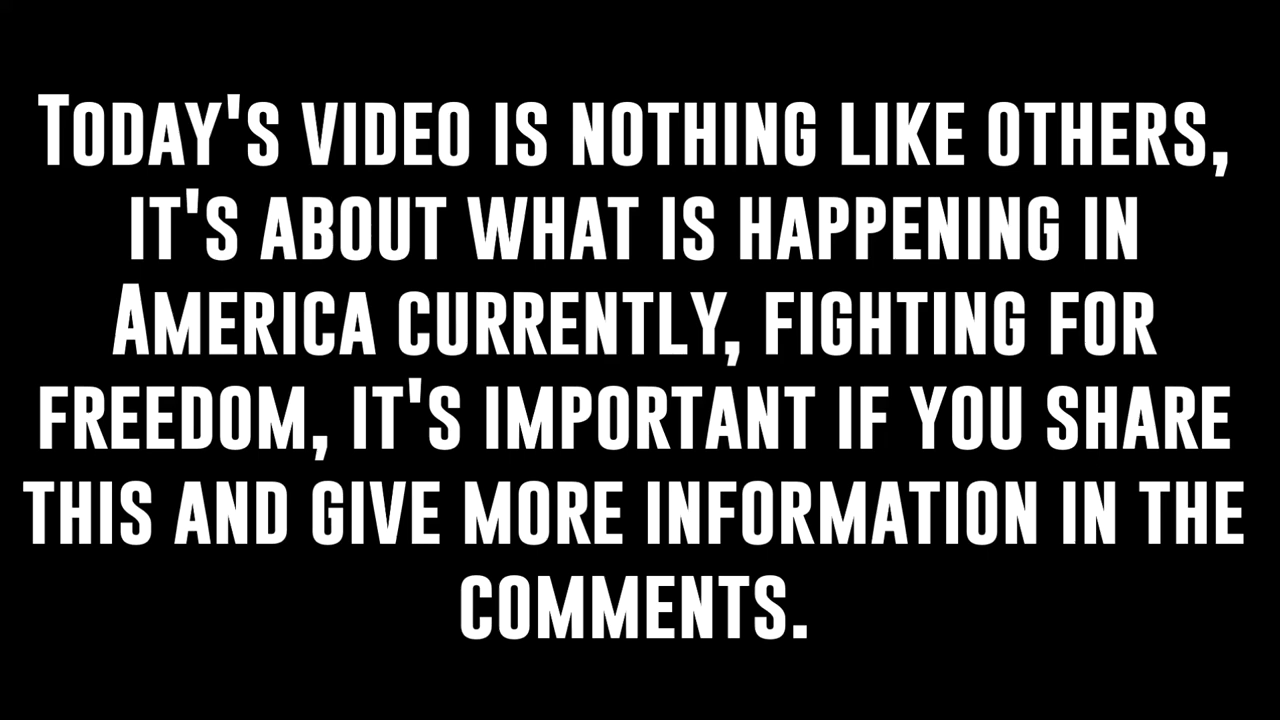 Today's video is nothing like others,
it's about what is happening in
America currently, fighting for
freedom, it's important if you share
this and give more information in the
comments.